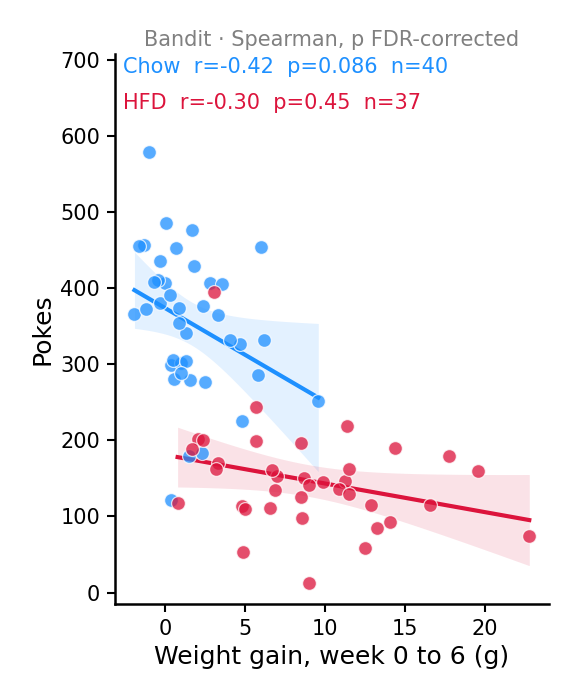 Bandit · Spearman, p FDR-corrected
Chow r=-0.42 p=0.086 n=40
HFD r=-0.30 p=0.45 n=37
700
600
500
400
300
200
100
0
Pokes
0 5 10 15 20
Weight gain, week 0 to 6 (g)